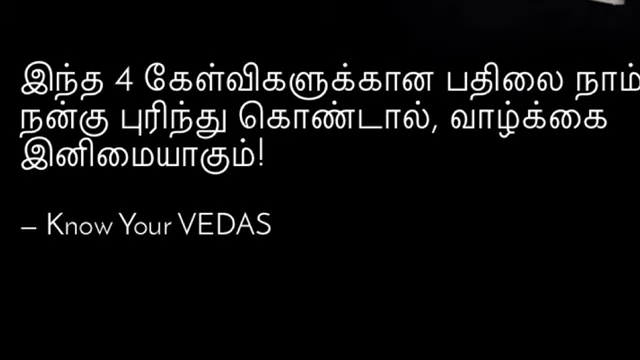 இந்த 4 கேள்விகளுக்கான பதிலை நாம்
நன்கு புரிந்து கொண்டால், வாழ்க்கை
இனிமையாகும்!
– Know Your VEDAS